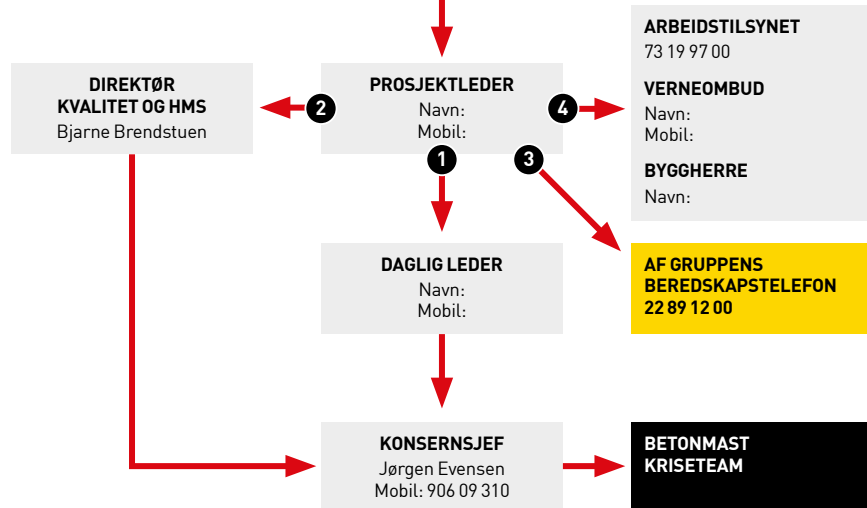 ARBEIDSTILSYNET
73 19 97 00
VERNEOMBUD
Navn:
Mobil:
BYGGHERRE
Navn:
DIREKTØR
KVALITET OG HMS
Bjarne Brendstuen
2
PROSJEKTLEDER
Navn:
Mobil:
4
1
3
DAGLIG LEDER
Navn:
Mobil:
AF GRUPPENS
BEREDSKAPSTELEFON
22 89 12 00
KONSERNSJEF
Jørgen Evensen
Mobil: 906 09 310
BETONMAST
KRISETEAM